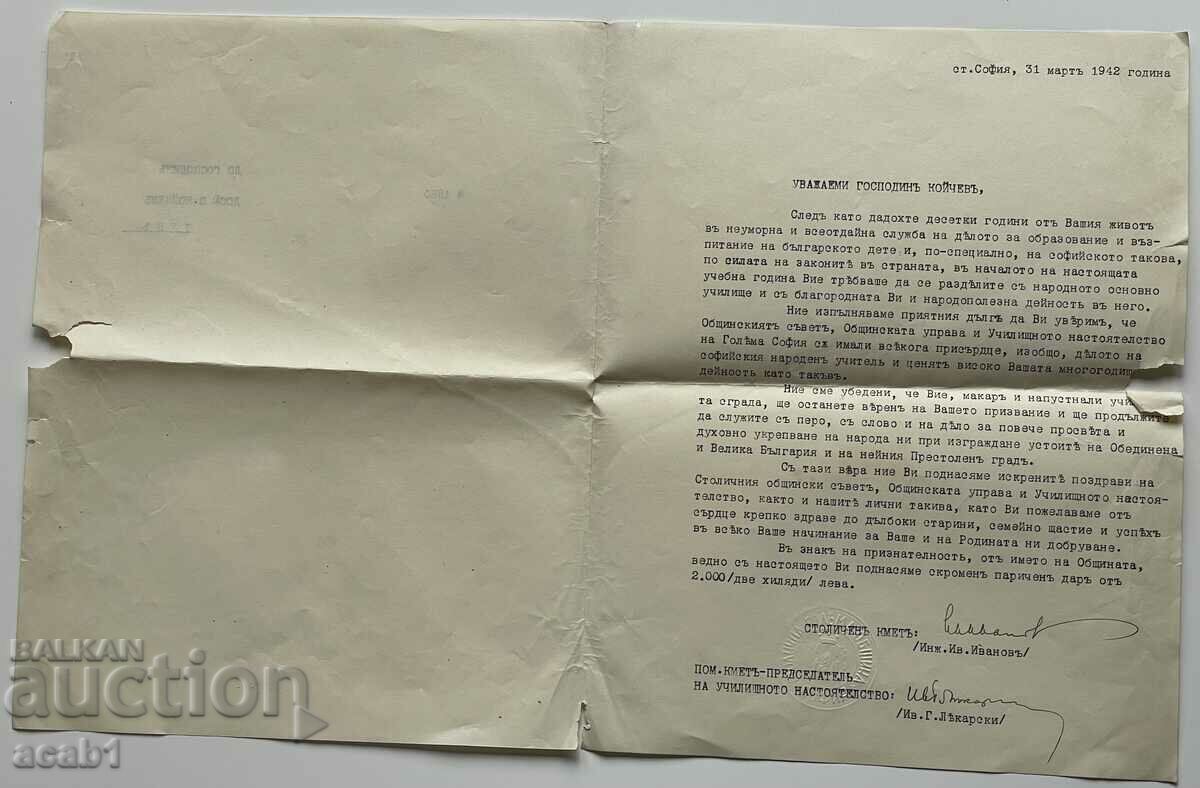 ст.София, 31 мартъ 1942 година
УВАЖАЕМИ ГОСПОДИНЪ КОЙЧЕВЪ,
Следъ като дадохте десетки години отъ Вашия животъ
въ неуморна и всеотдайна служба на дѣлото за образование и въз-
питание на българското дете и, по-специално, на софийското такова,
по силата на законитѣ въ страната, въ началото на настоящата
учебна година Вие трѣбваше да се раздѣлите съ народното основно
училище и съ благородната Ви и народополезна дейность въ него.
Ние изпълняваме приятния дългъ да Ви увѣримъ, че
Общинскиятъ съветъ, Общинската управа и Училищното настоятелство
на Голѣма София сѫ имали всѣкога присърдце, изобщо, дѣлото на
софийския народенъ учитель и ценятъ високо Вашата многогодиш
дейность като такъвъ.
Ние сме убедени, че Вие, макаръ и напустнали учи
та сграда, ще останете вѣренъ на Вашето призвание и ще продължите
да служите съ перо, съ слово и на дѣло за повече просвѣта и
духовно укрепване на народа ни при изграждане устоитѣ на Обединена
и Велика България и на нейния Престоленъ градъ.
Съ тази вѣра ние Ви поднасяме искренитѣ поздрави на
Столичния общински съветъ, Общинската управа и Училищното настоя-
телство, както и нашитѣ лични такива, като Ви пожелаваме отъ
сърдце крепко здраве до дълбоки старини, семейно щастие и успѣхъ
въ всѣко Ваше начинание за Ваше и на Родината ни добруване.
Въ знакъ на признателность, отъ името на Общината,
ведно съ настоящето Ви поднасяме скроменъ париченъ даръ отъ
2.000/две хиляди/ лева.
СТОЛИЧЕНЪ КМЕТЪ:
/Инж.Ив.Ивановъ/
ПОМ.КМЕТЪ-ПРЕДСЕДАТЕЛЬ
НА УЧИЛИЩНОТО НАСТОЯТЕЛСТВО:
/Ив.Г.Лѣкарски/
ДО ГОСПОДИНЪ
BALKAN
auction
acab1